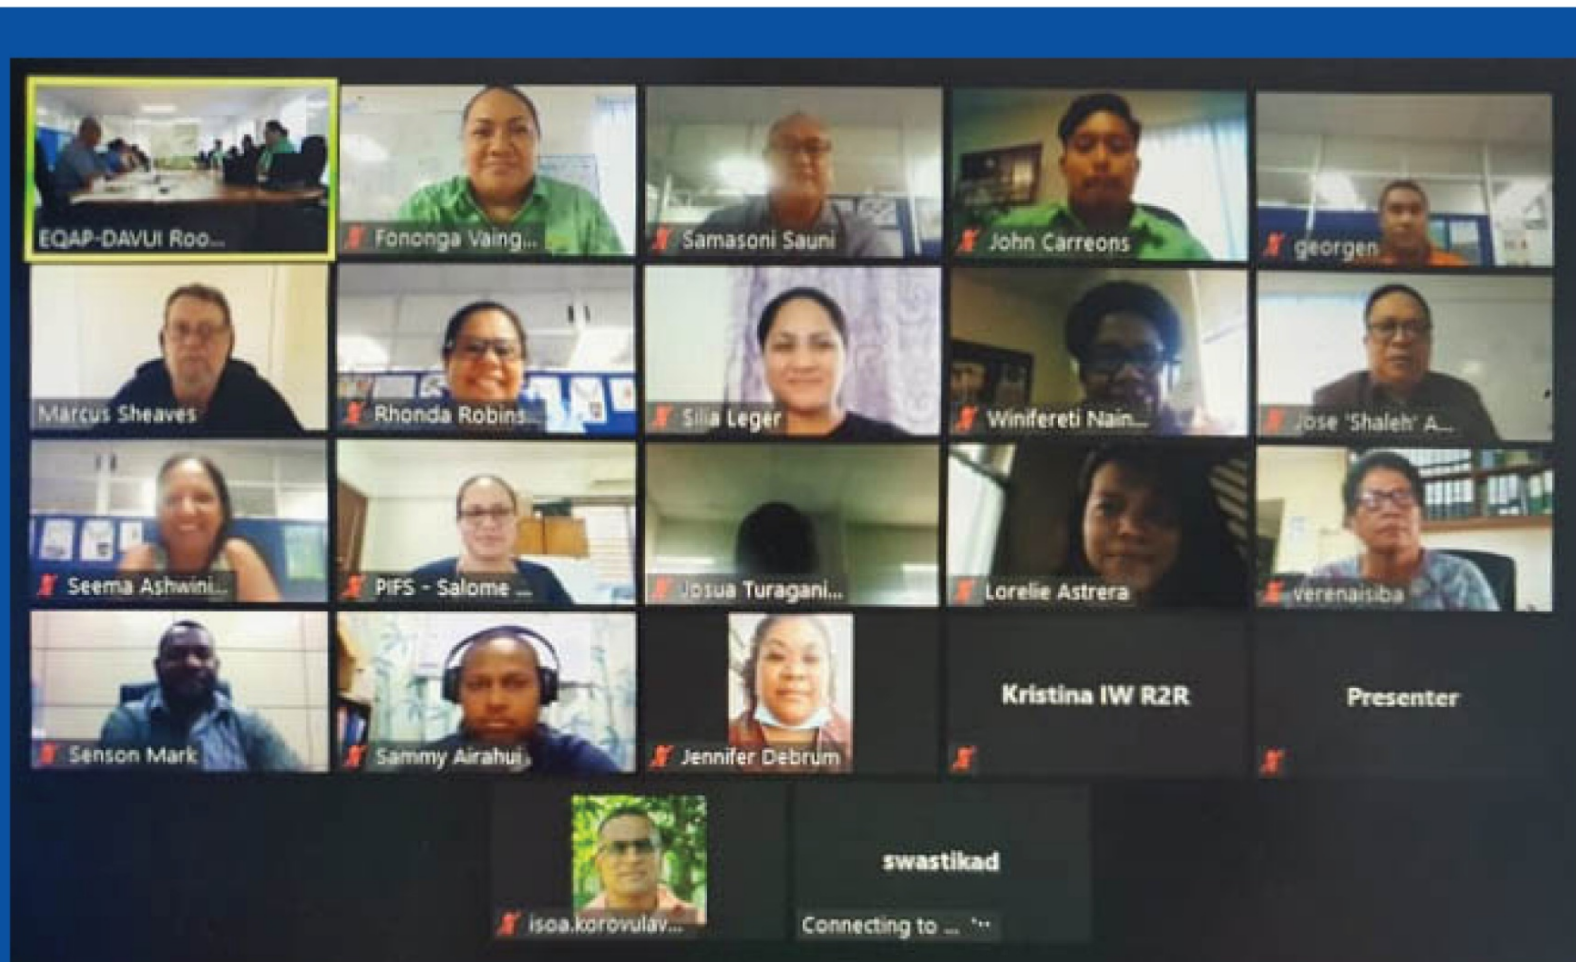 EQAP-DAVUI Roo...
Fononga Vaing...
Samasoni Sauni
John Carreons
georgen
Marcus Sheaves
Rhonda Robins...
Silia Leger
Winifereti Nain...
Jose 'Shaleh' A...
Seema Ashwini...
PIFS - Salome ...
Josua Turagani...
Lorelie Astrera
verenaisiba
Senson Mark
Sammy Airahui
Jennifer Debrum
Kristina IW R2R
Presenter
isoa.korovulav...
swastikad
Connecting to ...